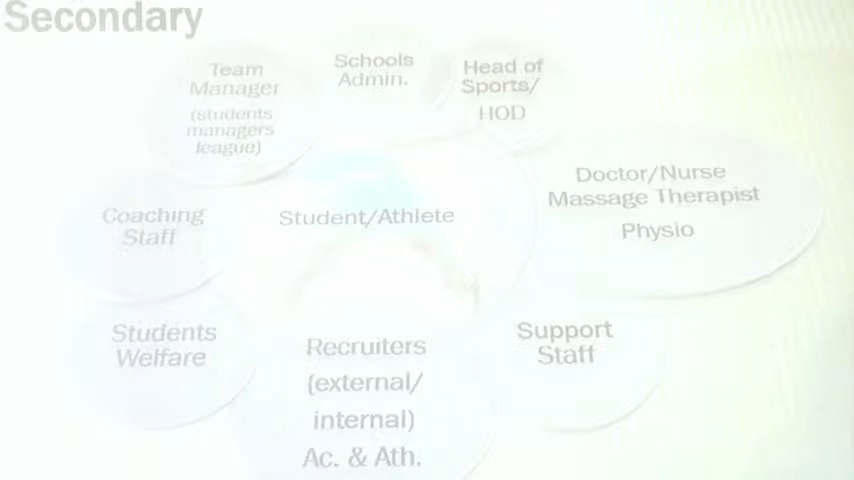 Secondary
Team
Manager
(students
managers
league)
Schools
Admin.
Head of
Sports/
HOD
Coaching
Staff
Student/Athlete
Doctor/Nurse
Massage Therapist
Physio
Students
Welfare
Recruiters
(external/
internal)
Ac. & Ath.
Support
Staff